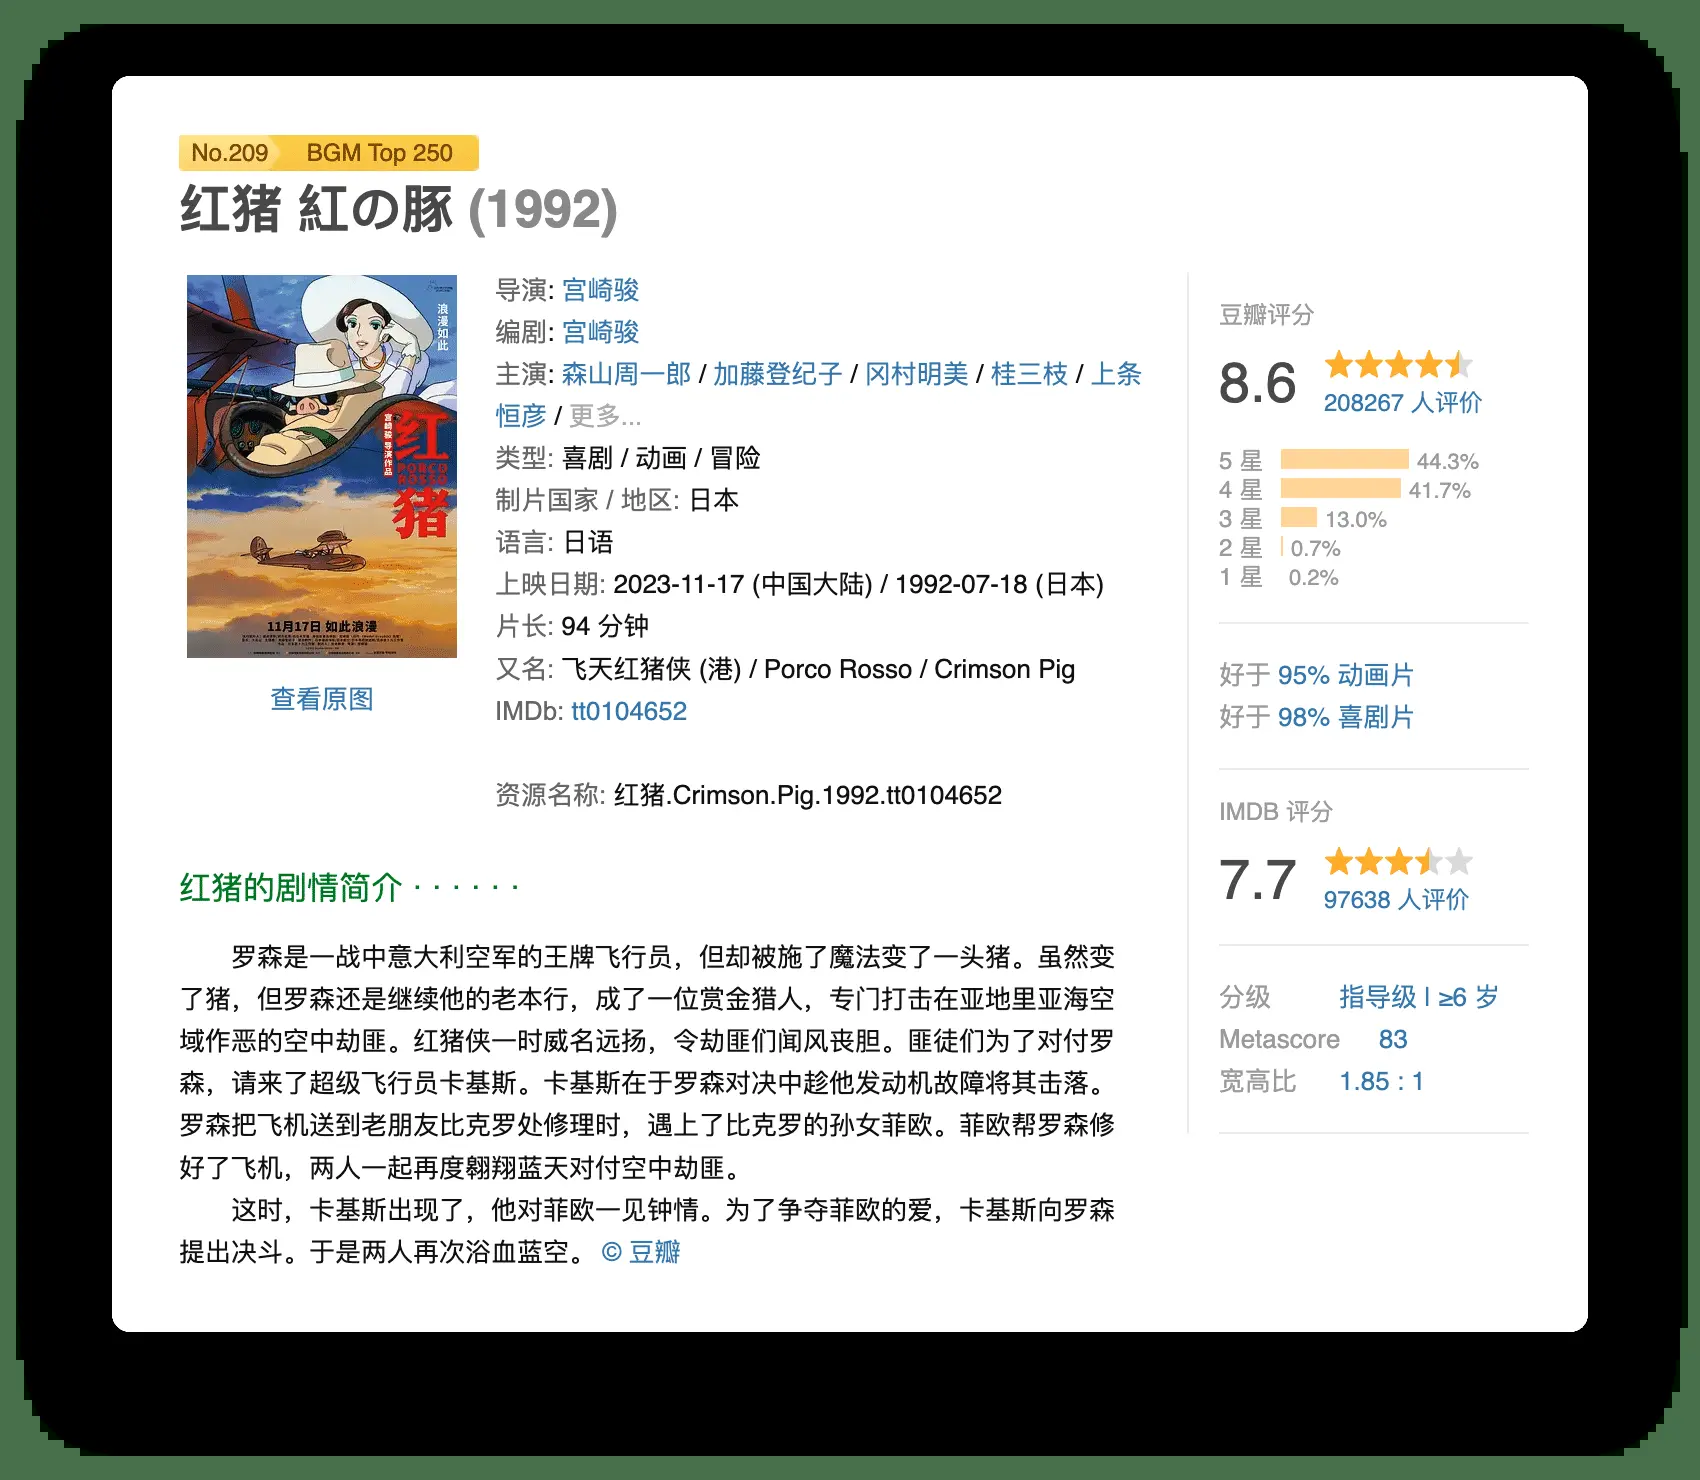 No.209 BGM Top 250
红猪 紅の豚 (1992)
浪漫如此
宫崎骏 导演作品
红猪
PORCO ROSSO
11月17日 如此浪漫
查看原图
导演: 宫崎骏
编剧: 宫崎骏
主演: 森山周一郎 / 加藤登纪子 / 冈村明美 / 桂三枝 / 上条
恒彦 / 更多...
类型: 喜剧 / 动画 / 冒险
制片国家 / 地区: 日本
语言: 日语
上映日期: 2023-11-17 (中国大陆) / 1992-07-18 (日本)
片长: 94 分钟
又名: 飞天红猪侠 (港) / Porco Rosso / Crimson Pig
IMDb: tt0104652
资源名称: 红猪.Crimson.Pig.1992.tt0104652
豆瓣评分
8.6
208267 人评价
5 星 44.3%
4 星 41.7%
3 星 13.0%
2 星 0.7%
1 星 0.2%
好于 95% 动画片
好于 98% 喜剧片
IMDB 评分
7.7
97638 人评价
分级 指导级 | ≥6 岁
Metascore 83
宽高比 1.85 : 1
红猪的剧情简介 · · · · · ·
罗森是一战中意大利空军的王牌飞行员，但却被施了魔法变了一头猪。虽然变
了猪，但罗森还是继续他的老本行，成了一位赏金猎人，专门打击在亚地里亚海空
域作恶的空中劫匪。红猪侠一时威名远扬，令劫匪们闻风丧胆。匪徒们为了对付罗
森，请来了超级飞行员卡基斯。卡基斯在于罗森对决中趁他发动机故障将其击落。
罗森把飞机送到老朋友比克罗处修理时，遇上了比克罗的孙女菲欧。菲欧帮罗森修
好了飞机，两人一起再度翱翔蓝天对付空中劫匪。
这时，卡基斯出现了，他对菲欧一见钟情。为了争夺菲欧的爱，卡基斯向罗森
提出决斗。于是两人再次浴血蓝空。 © 豆瓣